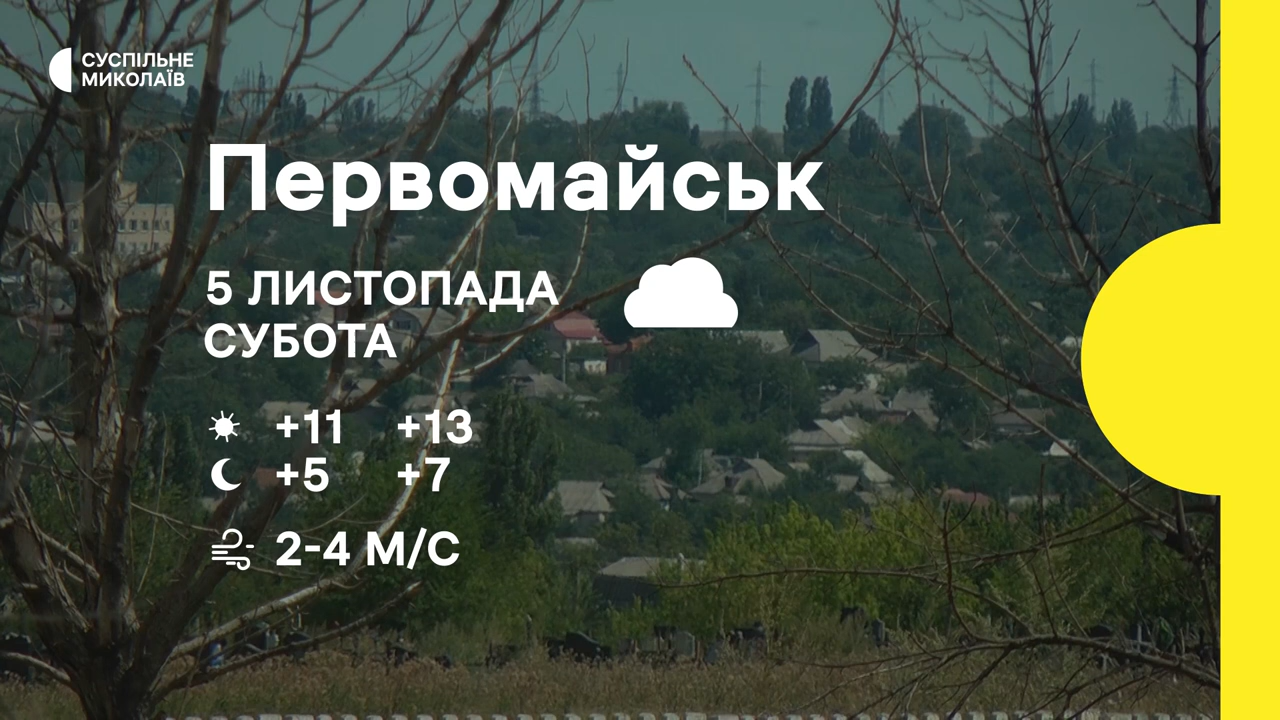 СУСПІЛЬНЕ
МИКОЛАЇВ
Первомайськ
5 ЛИСТОПАДА
СУБОТА
+11 +13
+5 +7
2-4 М/С